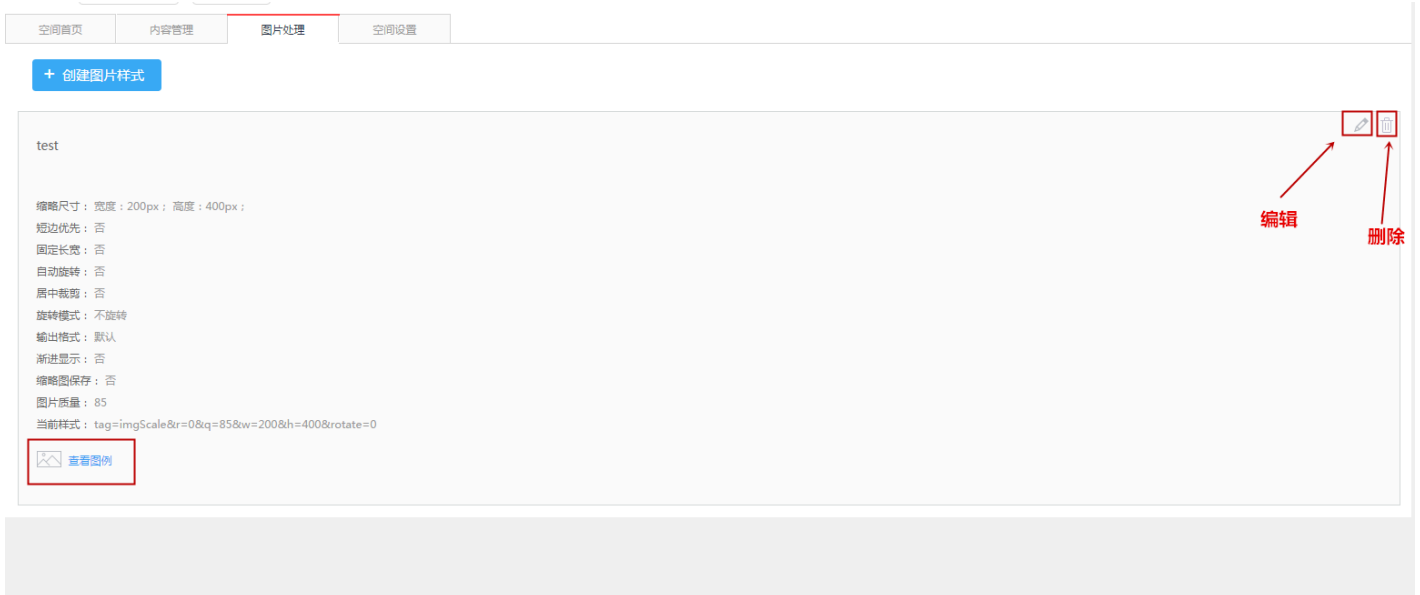 空间首页 内容管理 图片处理 空间设置
+ 创建图片样式
test
缩略尺寸： 宽度：200px； 高度：400px；
短边优先： 否
固定长宽： 否
自动旋转： 否
居中裁剪： 否
旋转模式： 不旋转
输出格式： 默认
渐进显示： 否
缩略图保存： 否
图片质量： 85
当前样式： tag=imgScale&r=0&q=85&w=200&h=400&rotate=0
查看图例
编辑
删除